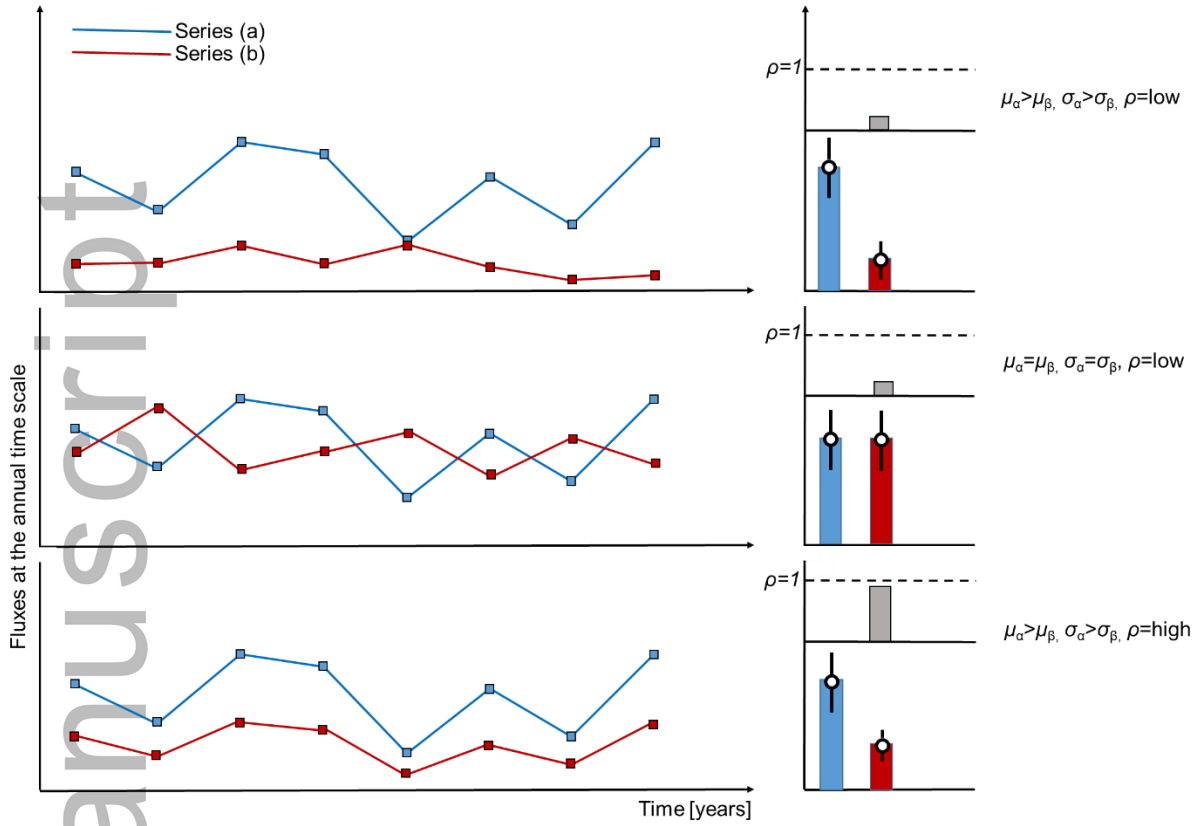 Series (a)
Series (b)
ρ=1
μα>μβ, σα>σβ, ρ=low
ρ=1
μα=μβ, σα=σβ, ρ=low
ρ=1
μα>μβ, σα>σβ, ρ=high
Fluxes at the annual time scale
Time [years]
anuscript